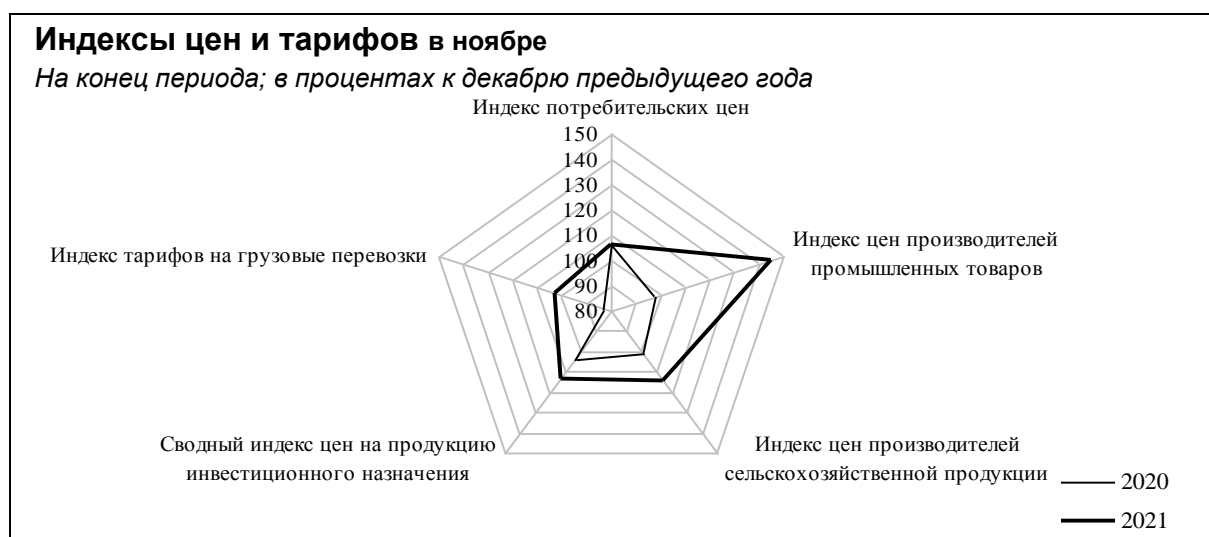 Индексы цен и тарифов в ноябре
На конец периода; в процентах к декабрю предыдущего года
Индекс потребительских цен
150
140
130
120
110
100
90
80
Индекс цен производителей
промышленных товаров
Индекс тарифов на грузовые перевозки
Сводный индекс цен на продукцию
инвестиционного назначения
Индекс цен производителей
сельскохозяйственной продукции
2020
2021